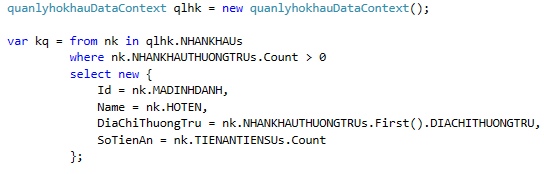 quanlyhokhauDataContext qlhk = new quanlyhokhauDataContext();
var kq = from nk in qlhk.NHANKHAUs
where nk.NHANKHAUTHUONGTRUs.Count > 0
select new {
Id = nk.MADINHDANH,
Name = nk.HOTEN,
DiaChiThuongTru = nk.NHANKHAUTHUONGTRUs.First().DIACHITHUONGTRU,
SoTienAn = nk.TIENANTIENSUs.Count
};